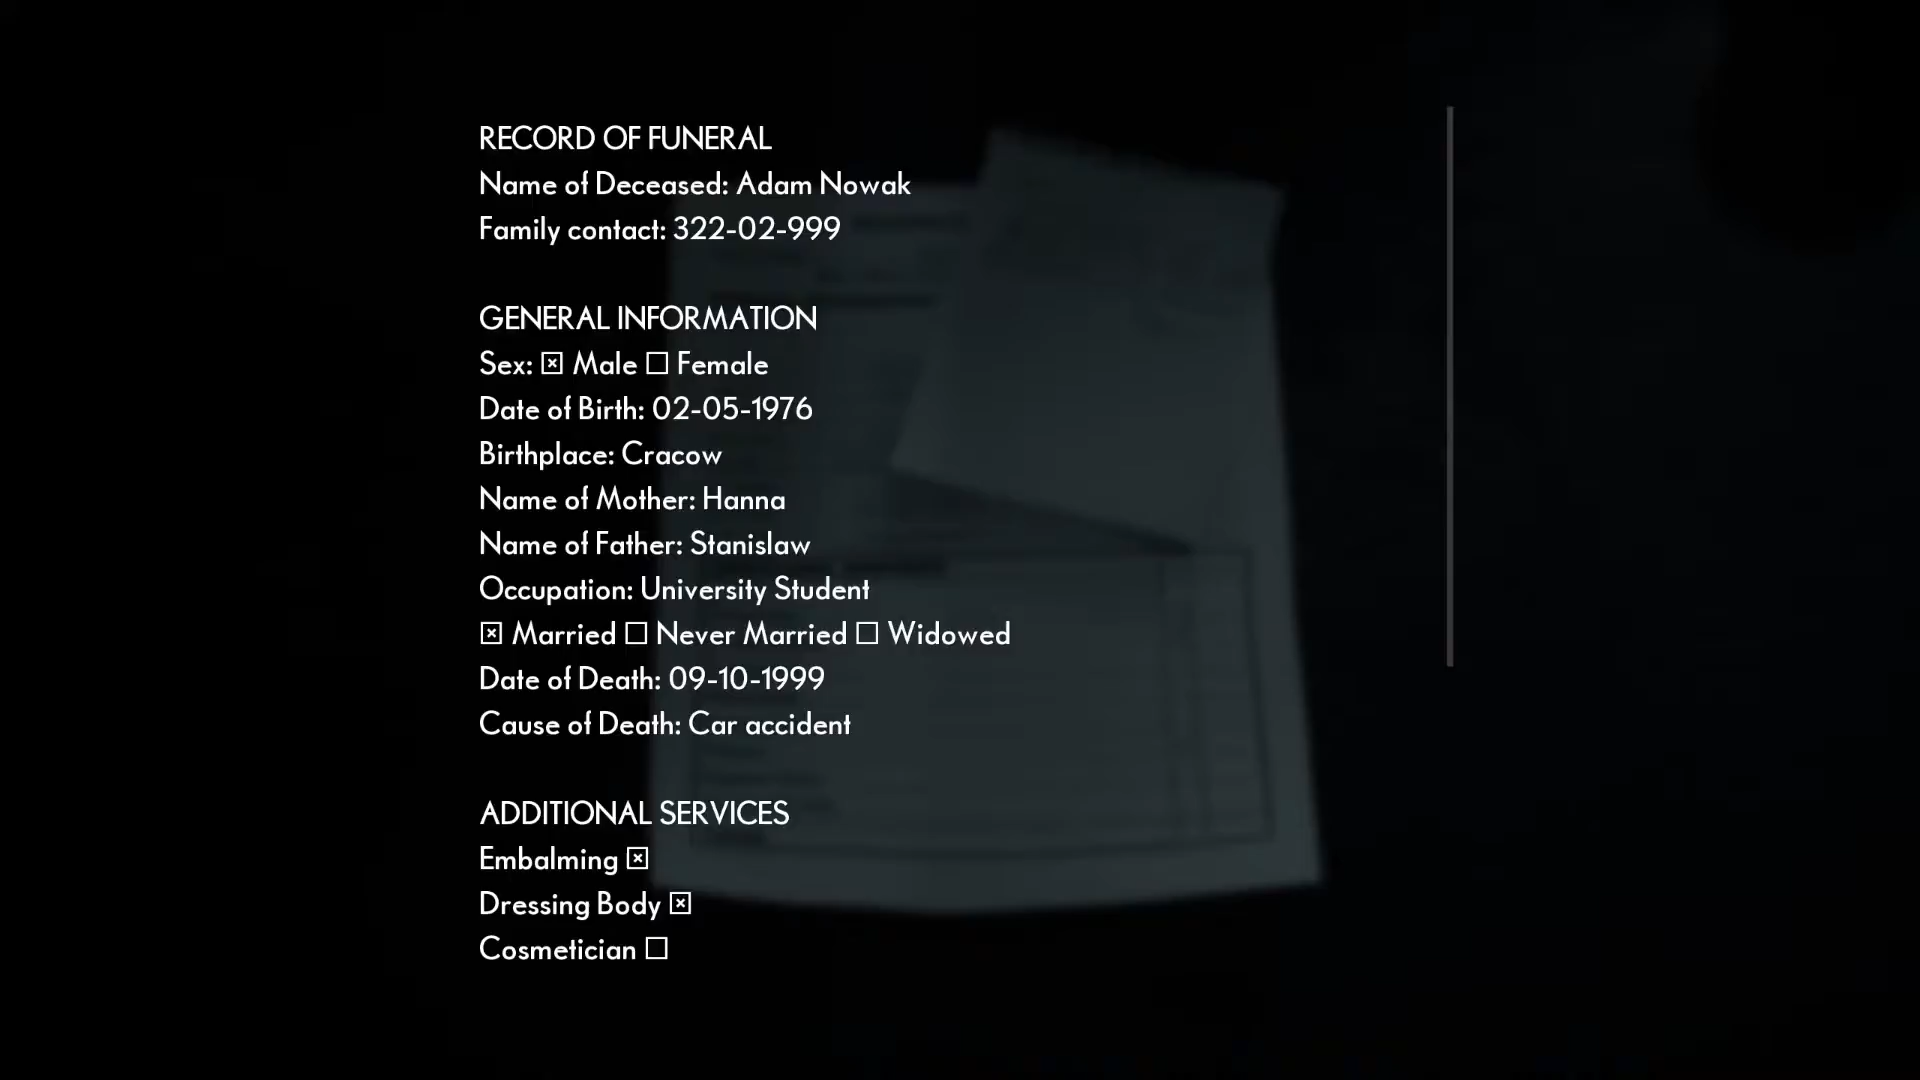 RECORD OF FUNERAL
Name of Deceased: Adam Nowak
Family contact: 322-02-999
GENERAL INFORMATION
Sex: ☒ Male ☐ Female
Date of Birth: 02-05-1976
Birthplace: Cracow
Name of Mother: Hanna
Name of Father: Stanislaw
Occupation: University Student
☒ Married ☐ Never Married ☐ Widowed
Date of Death: 09-10-1999
Cause of Death: Car accident
ADDITIONAL SERVICES
Embalming ☒
Dressing Body ☒
Cosmetician ☐